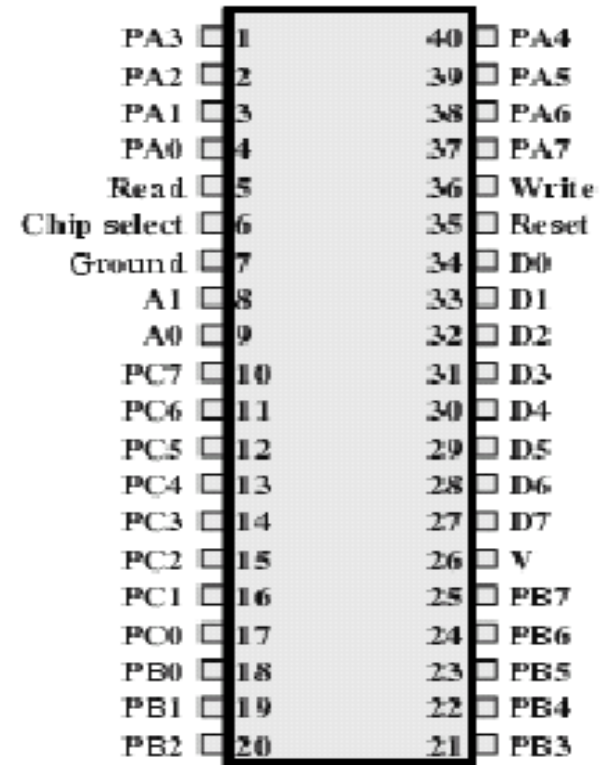 PA3 1 40 PA4
PA2 2 39 PA5
PA1 3 38 PA6
PA0 4 37 PA7
Read 5 36 Write
Chip select 6 35 Reset
Ground 7 34 D0
A1 8 33 D1
A0 9 32 D2
PC7 10 31 D3
PC6 11 30 D4
PC5 12 29 D5
PC4 13 28 D6
PC3 14 27 D7
PC2 15 26 V
PC1 16 25 PB7
PC0 17 24 PB6
PB0 18 23 PB5
PB1 19 22 PB4
PB2 20 21 PB3